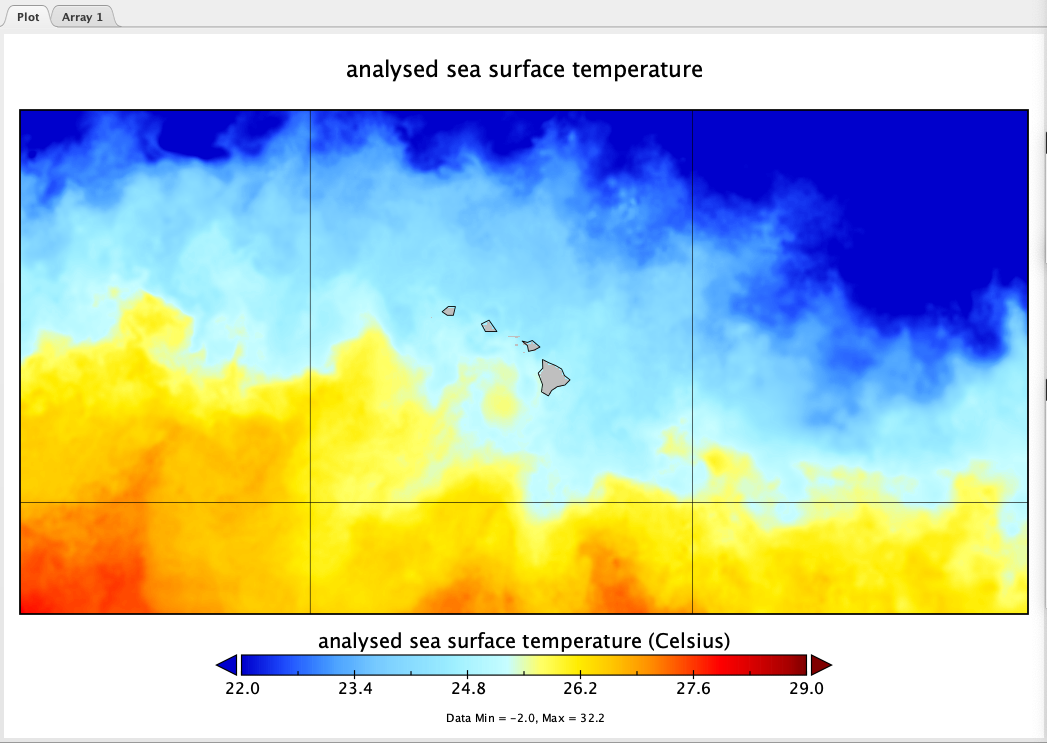 Plot Array 1
analysed sea surface temperature
analysed sea surface temperature (Celsius)
22.0 23.4 24.8 26.2 27.6 29.0
Data Min = -2.0, Max = 32.2